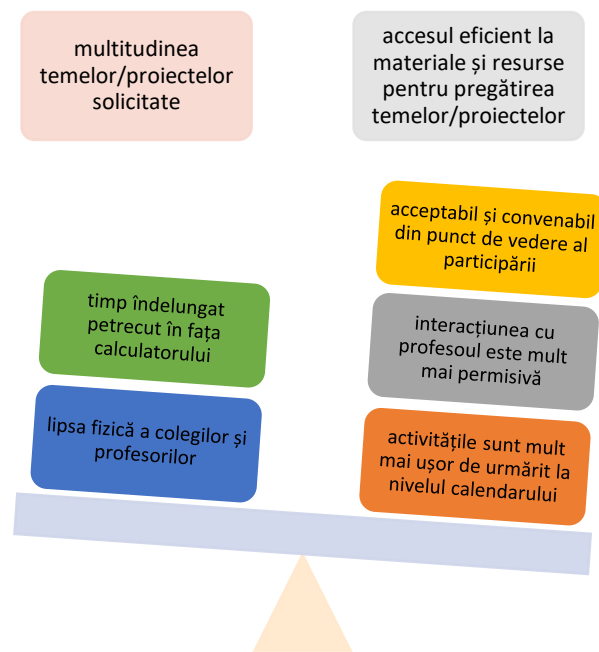 multitudinea
temelor/proiectelor
solicitate
accesul eficient la
materiale și resurse
pentru pregătirea
temelor/proiectelor
acceptabil și convenabil
din punct de vedere al
participării
timp îndelungat
petrecut în fața
calculatorului
interacțiunea cu
profesoul este mult
mai permisivă
lipsa fizică a colegilor și
profesorilor
activitățile sunt mult
mai ușor de urmărit la
nivelul calendarului